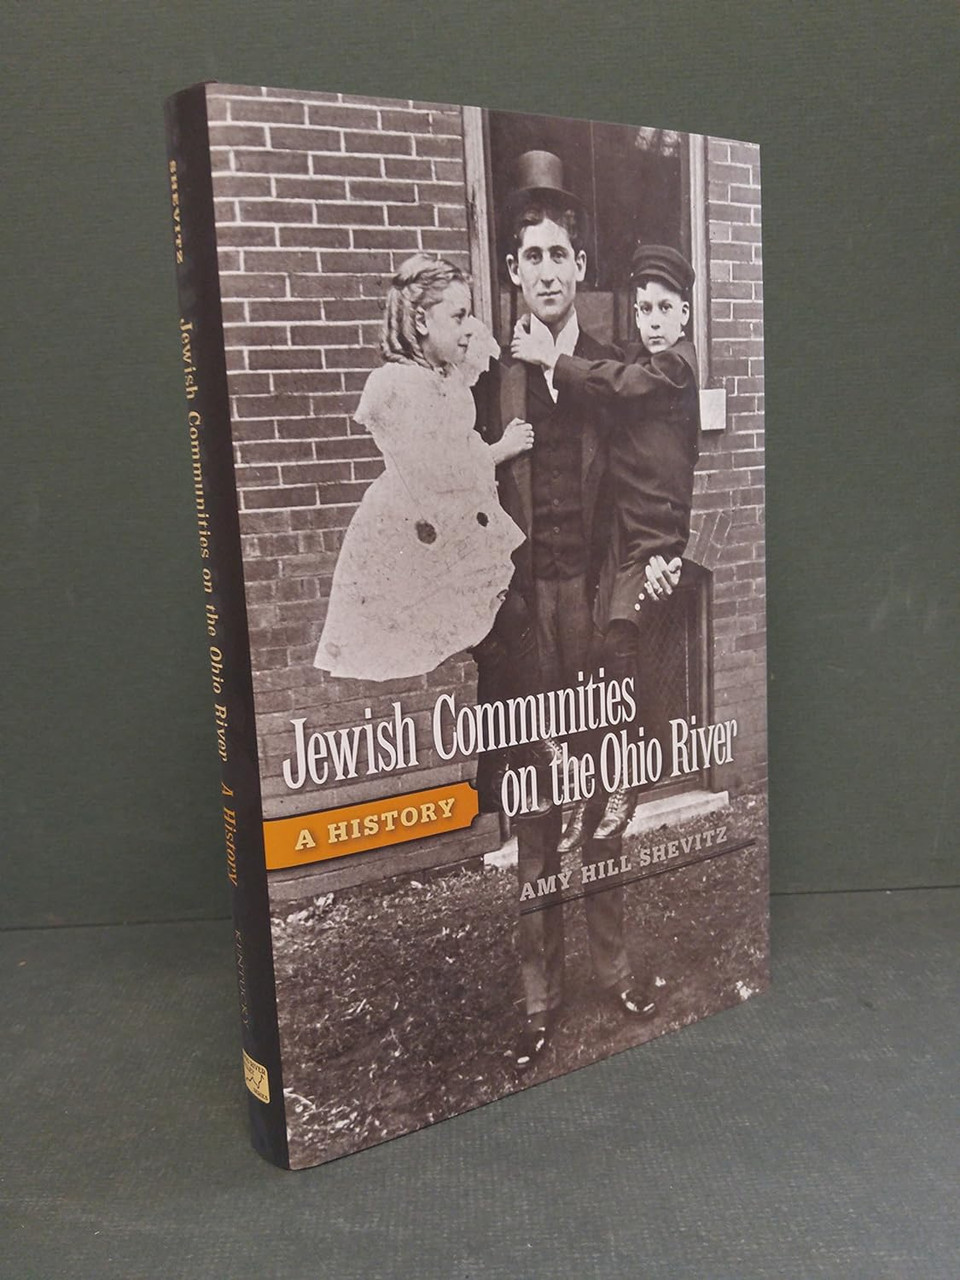 SHEVITZ
Jewish Communities on the Ohio River A History
KENTUCKY
Jewish Communities
on the Ohio River
A HISTORY
AMY HILL SHEVITZ